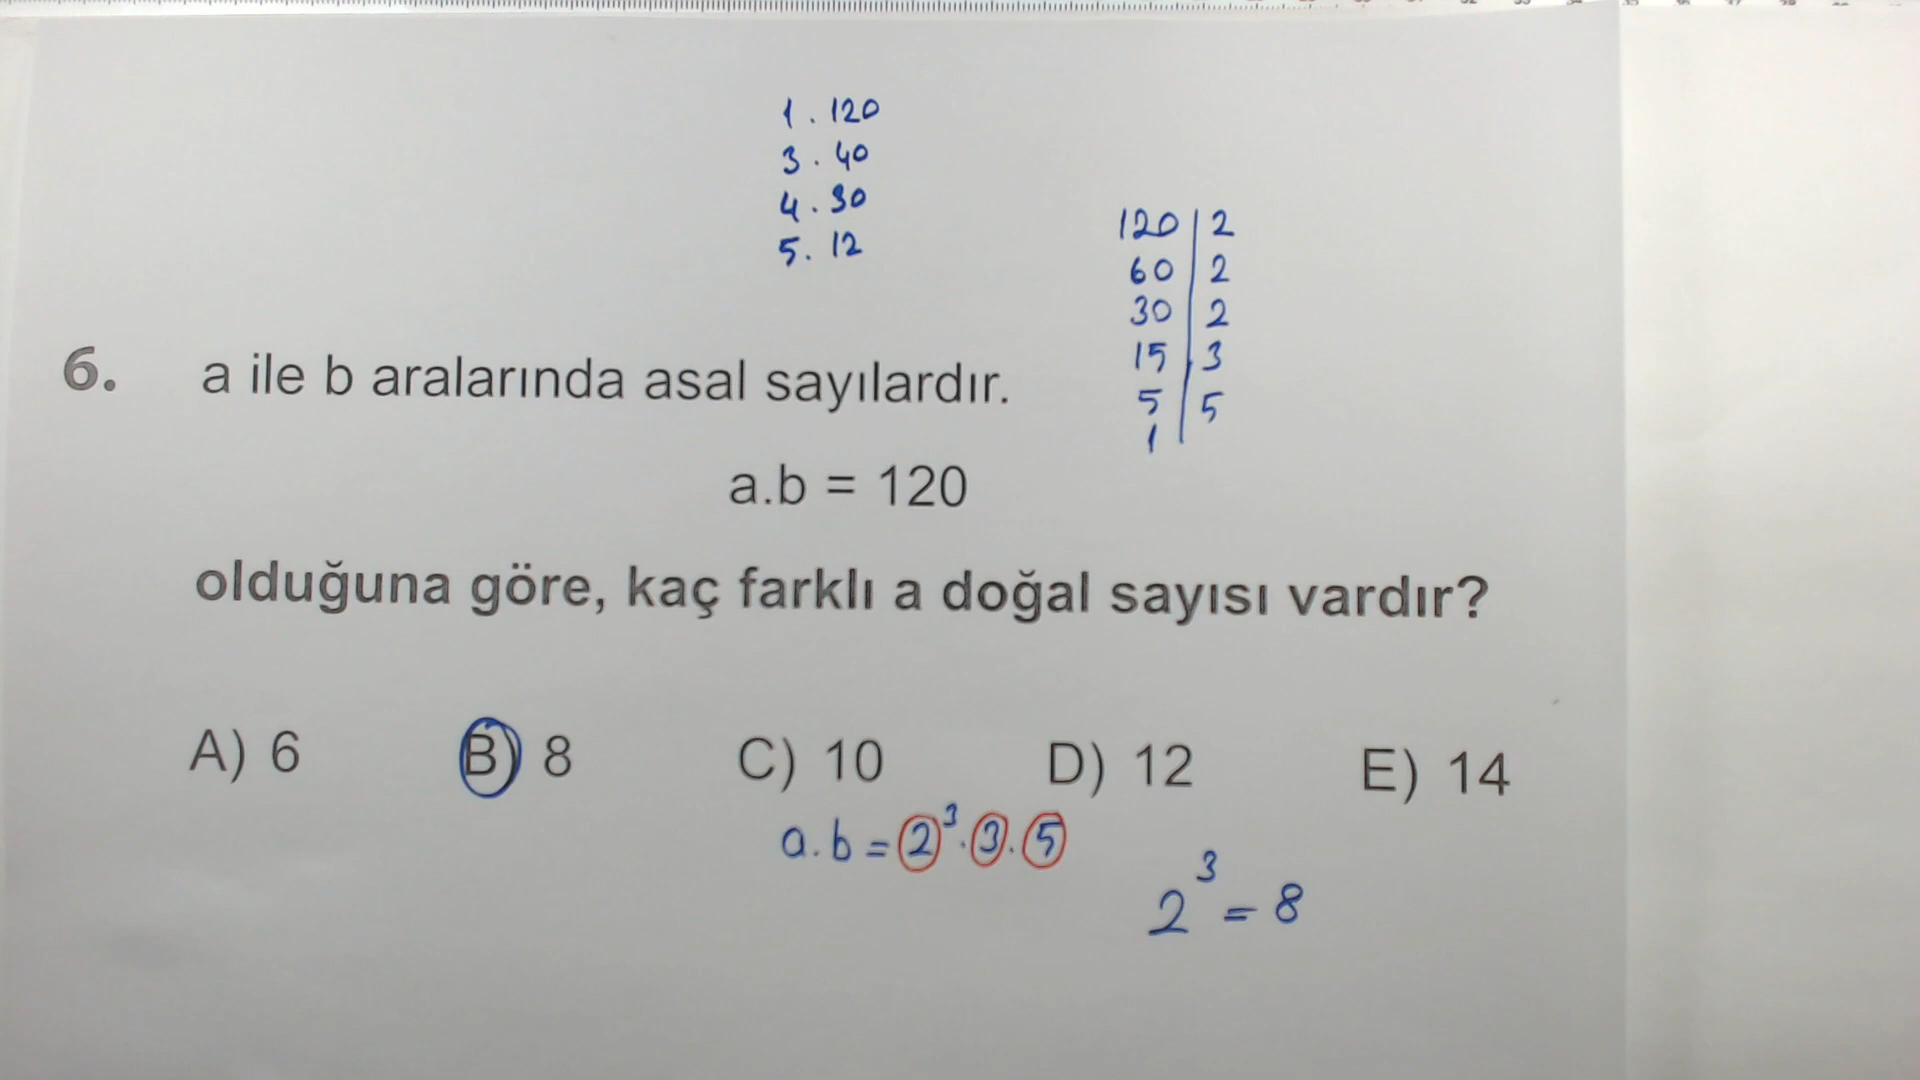 1 . 120
3 . 40
4 . 30
5 . 12
120 | 2
60 | 2
30 | 2
15 | 3
5 | 5
1
6. a ile b aralarında asal sayılardır.
a.b = 120
olduğuna göre, kaç farklı a doğal sayısı vardır?
A) 6 B) 8 C) 10 D) 12 E) 14
a.b = 2³.3.5
2³ = 8